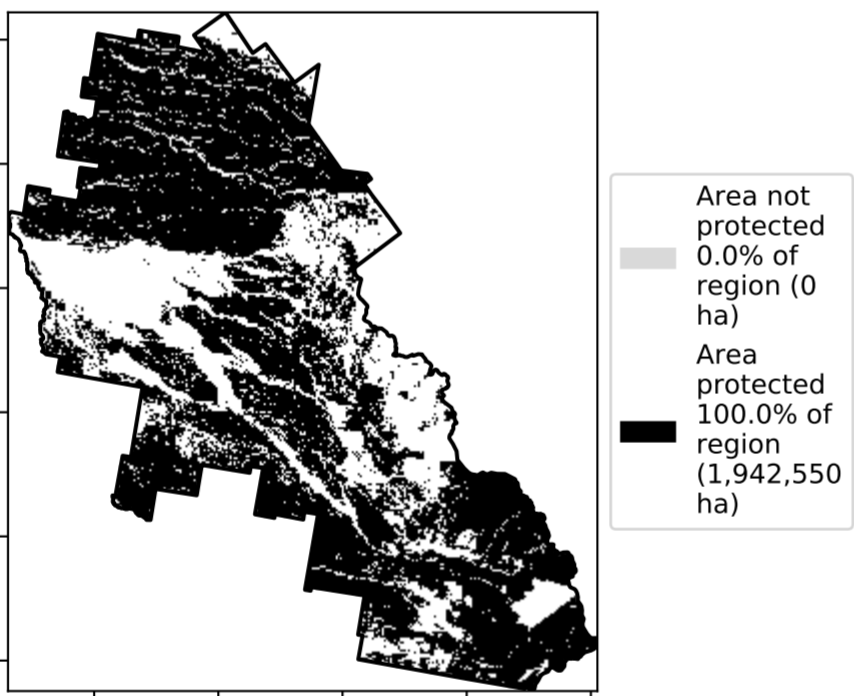 Area not
protected
0.0% of
region (0
ha)
Area
protected
100.0% of
region
(1,942,550
ha)